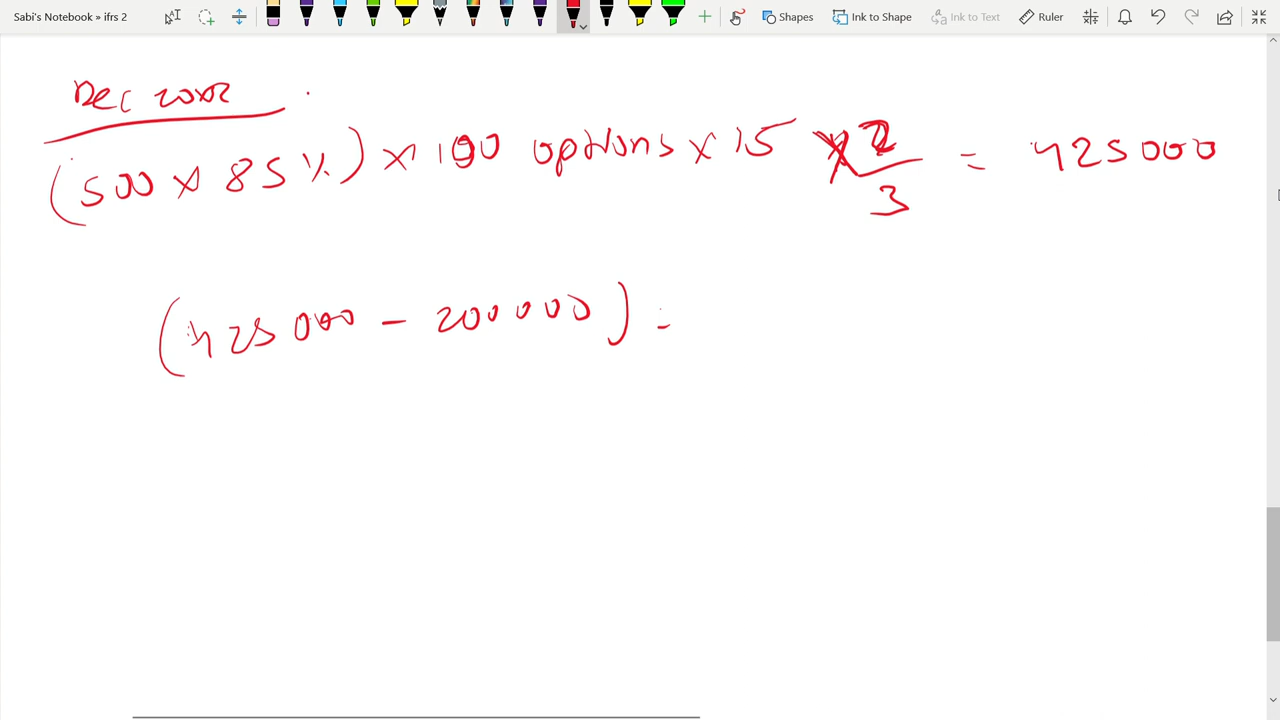 Sabi's Notebook » ifrs 2
Shapes Ink to Shape Ink to Text Ruler
Dec 20x2
(500 x 85%) x 100 options x 15 x 2/3 = 425000
(425000 - 200000) =